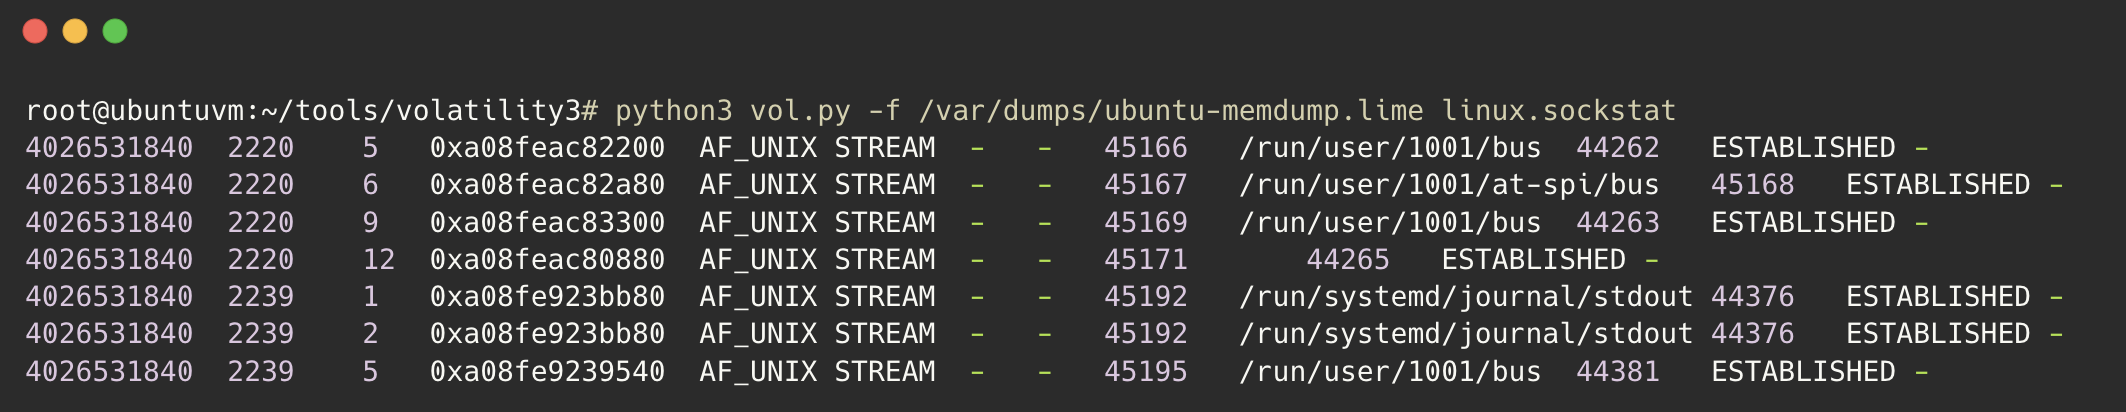 root@ubuntuvm:~/tools/volatility3# python3 vol.py -f /var/dumps/ubuntu-memdump.lime linux.sockstat
4026531840  2220    5   0xa08feac82200  AF_UNIX STREAM  -   -   45166   /run/user/1001/bus  44262   ESTABLISHED -
4026531840  2220    6   0xa08feac82a80  AF_UNIX STREAM  -   -   45167   /run/user/1001/at-spi/bus   45168   ESTABLISHED -
4026531840  2220    9   0xa08feac83300  AF_UNIX STREAM  -   -   45169   /run/user/1001/bus  44263   ESTABLISHED -
4026531840  2220    12  0xa08feac80880  AF_UNIX STREAM  -   -   45171       44265   ESTABLISHED -
4026531840  2239    1   0xa08fe923bb80  AF_UNIX STREAM  -   -   45192   /run/systemd/journal/stdout 44376   ESTABLISHED -
4026531840  2239    2   0xa08fe923bb80  AF_UNIX STREAM  -   -   45192   /run/systemd/journal/stdout 44376   ESTABLISHED -
4026531840  2239    5   0xa08fe9239540  AF_UNIX STREAM  -   -   45195   /run/user/1001/bus  44381   ESTABLISHED -